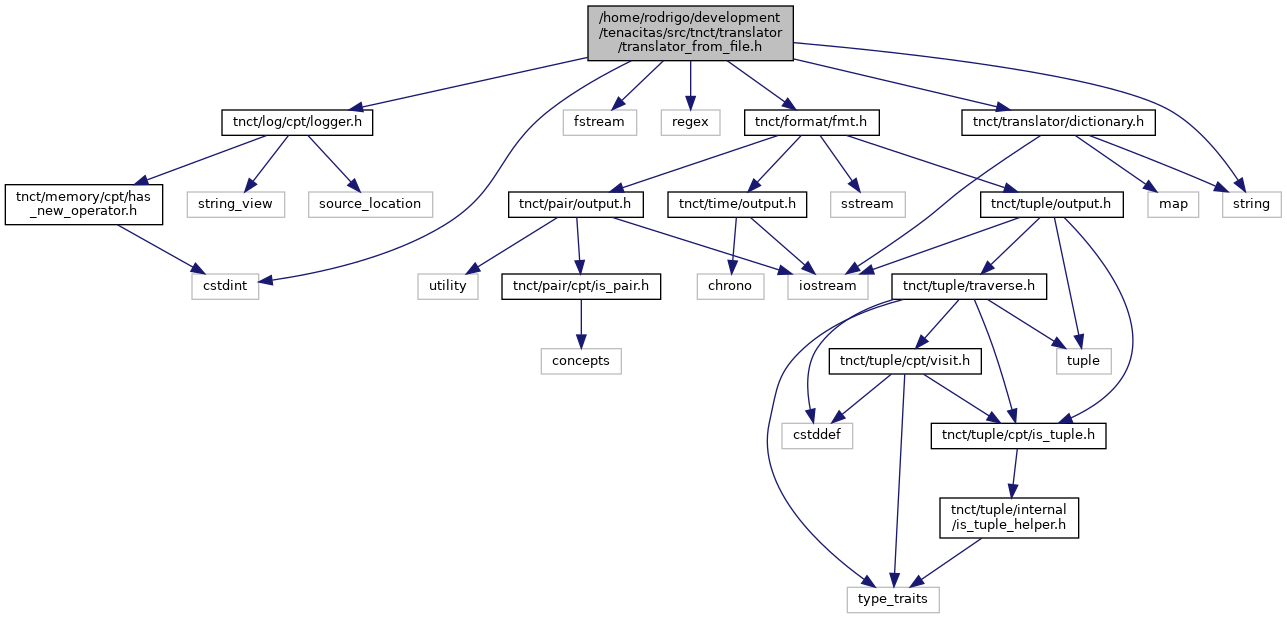 /home/rodrigo/development
/tenacitas/src/tnct/translator
/translator_from_file.h
tnct/log/cpt/logger.h
fstream
regex
tnct/format/fmt.h
tnct/translator/dictionary.h
tnct/memory/cpt/has
_new_operator.h
string_view
source_location
tnct/pair/output.h
tnct/time/output.h
sstream
tnct/tuple/output.h
map
string
cstdint
utility
tnct/pair/cpt/is_pair.h
chrono
iostream
tnct/tuple/traverse.h
concepts
tnct/tuple/cpt/visit.h
tuple
cstddef
tnct/tuple/cpt/is_tuple.h
tnct/tuple/internal
/is_tuple_helper.h
type_traits